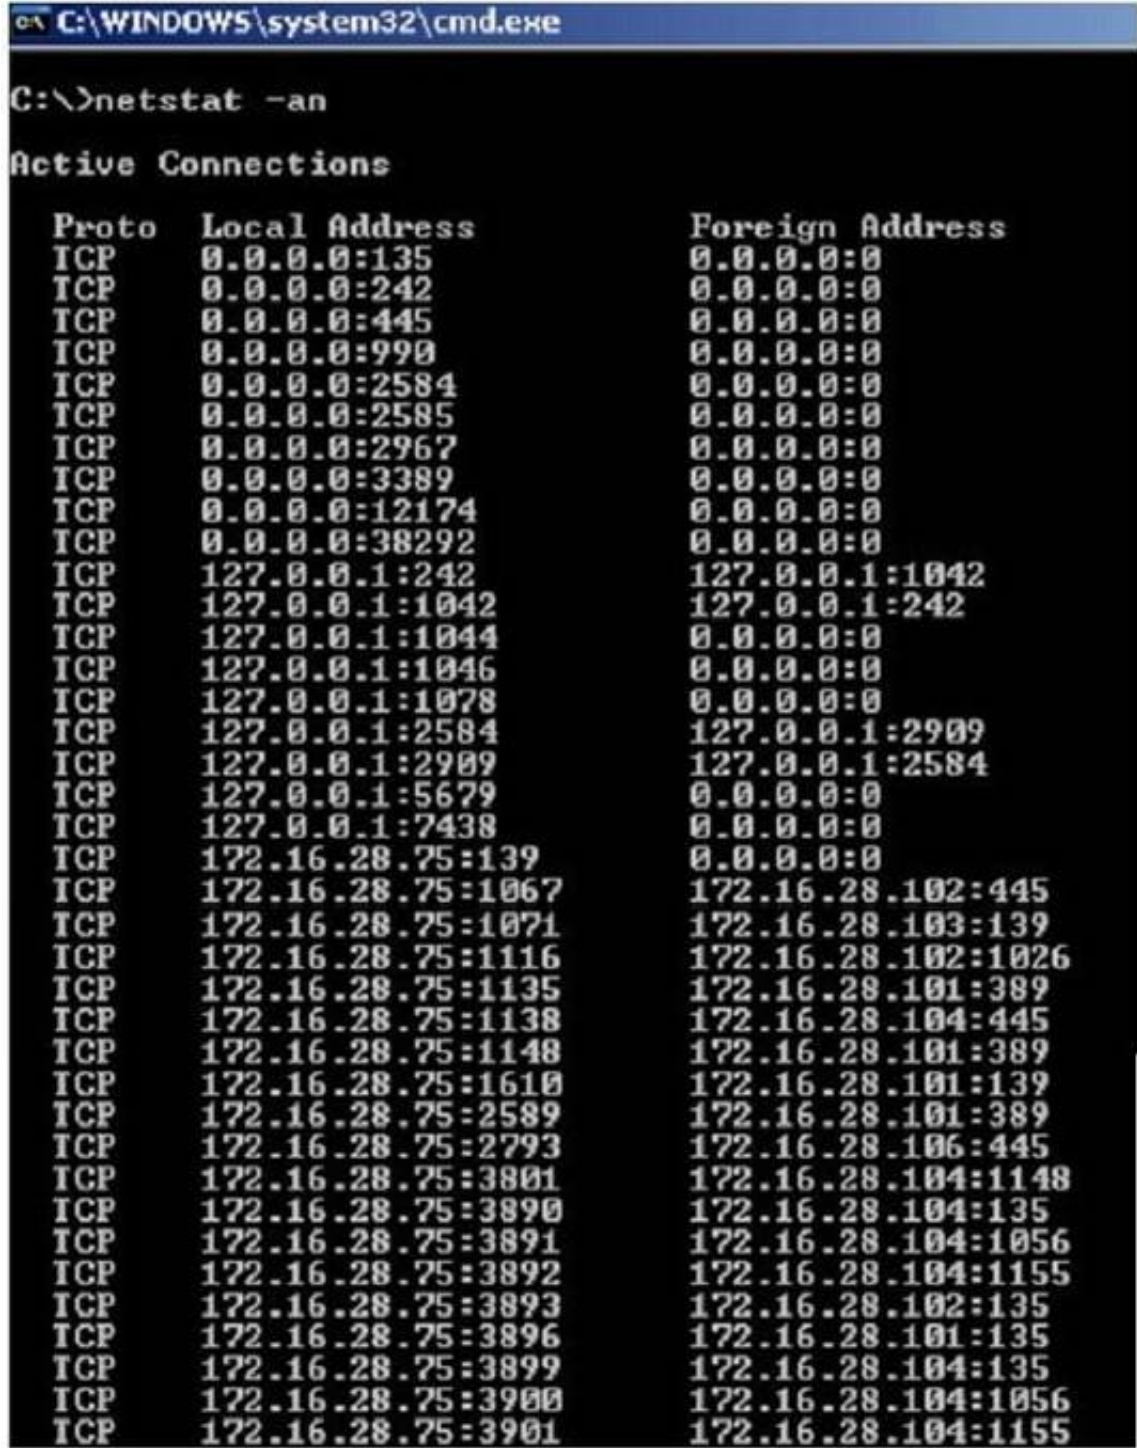 C:\WINDOWS\system32\cmd.exe
C:\>netstat -an
Active Connections
Proto Local Address Foreign Address
TCP 0.0.0.0:135 0.0.0.0:0
TCP 0.0.0.0:242 0.0.0.0:0
TCP 0.0.0.0:445 0.0.0.0:0
TCP 0.0.0.0:990 0.0.0.0:0
TCP 0.0.0.0:2584 0.0.0.0:0
TCP 0.0.0.0:2585 0.0.0.0:0
TCP 0.0.0.0:2967 0.0.0.0:0
TCP 0.0.0.0:3389 0.0.0.0:0
TCP 0.0.0.0:12174 0.0.0.0:0
TCP 0.0.0.0:38292 0.0.0.0:0
TCP 127.0.0.1:242 127.0.0.1:1042
TCP 127.0.0.1:1042 127.0.0.1:242
TCP 127.0.0.1:1044 0.0.0.0:0
TCP 127.0.0.1:1046 0.0.0.0:0
TCP 127.0.0.1:1078 0.0.0.0:0
TCP 127.0.0.1:2584 127.0.0.1:2909
TCP 127.0.0.1:2909 127.0.0.1:2584
TCP 127.0.0.1:5679 0.0.0.0:0
TCP 127.0.0.1:7438 0.0.0.0:0
TCP 172.16.28.75:139 0.0.0.0:0
TCP 172.16.28.75:1067 172.16.28.102:445
TCP 172.16.28.75:1071 172.16.28.103:139
TCP 172.16.28.75:1116 172.16.28.102:1026
TCP 172.16.28.75:1135 172.16.28.101:389
TCP 172.16.28.75:1138 172.16.28.104:445
TCP 172.16.28.75:1148 172.16.28.101:389
TCP 172.16.28.75:1610 172.16.28.101:139
TCP 172.16.28.75:2589 172.16.28.101:389
TCP 172.16.28.75:2793 172.16.28.106:445
TCP 172.16.28.75:3801 172.16.28.104:1148
TCP 172.16.28.75:3890 172.16.28.104:135
TCP 172.16.28.75:3891 172.16.28.104:1056
TCP 172.16.28.75:3892 172.16.28.104:1155
TCP 172.16.28.75:3893 172.16.28.102:135
TCP 172.16.28.75:3896 172.16.28.101:135
TCP 172.16.28.75:3899 172.16.28.104:135
TCP 172.16.28.75:3900 172.16.28.104:1056
TCP 172.16.28.75:3901 172.16.28.104:1155